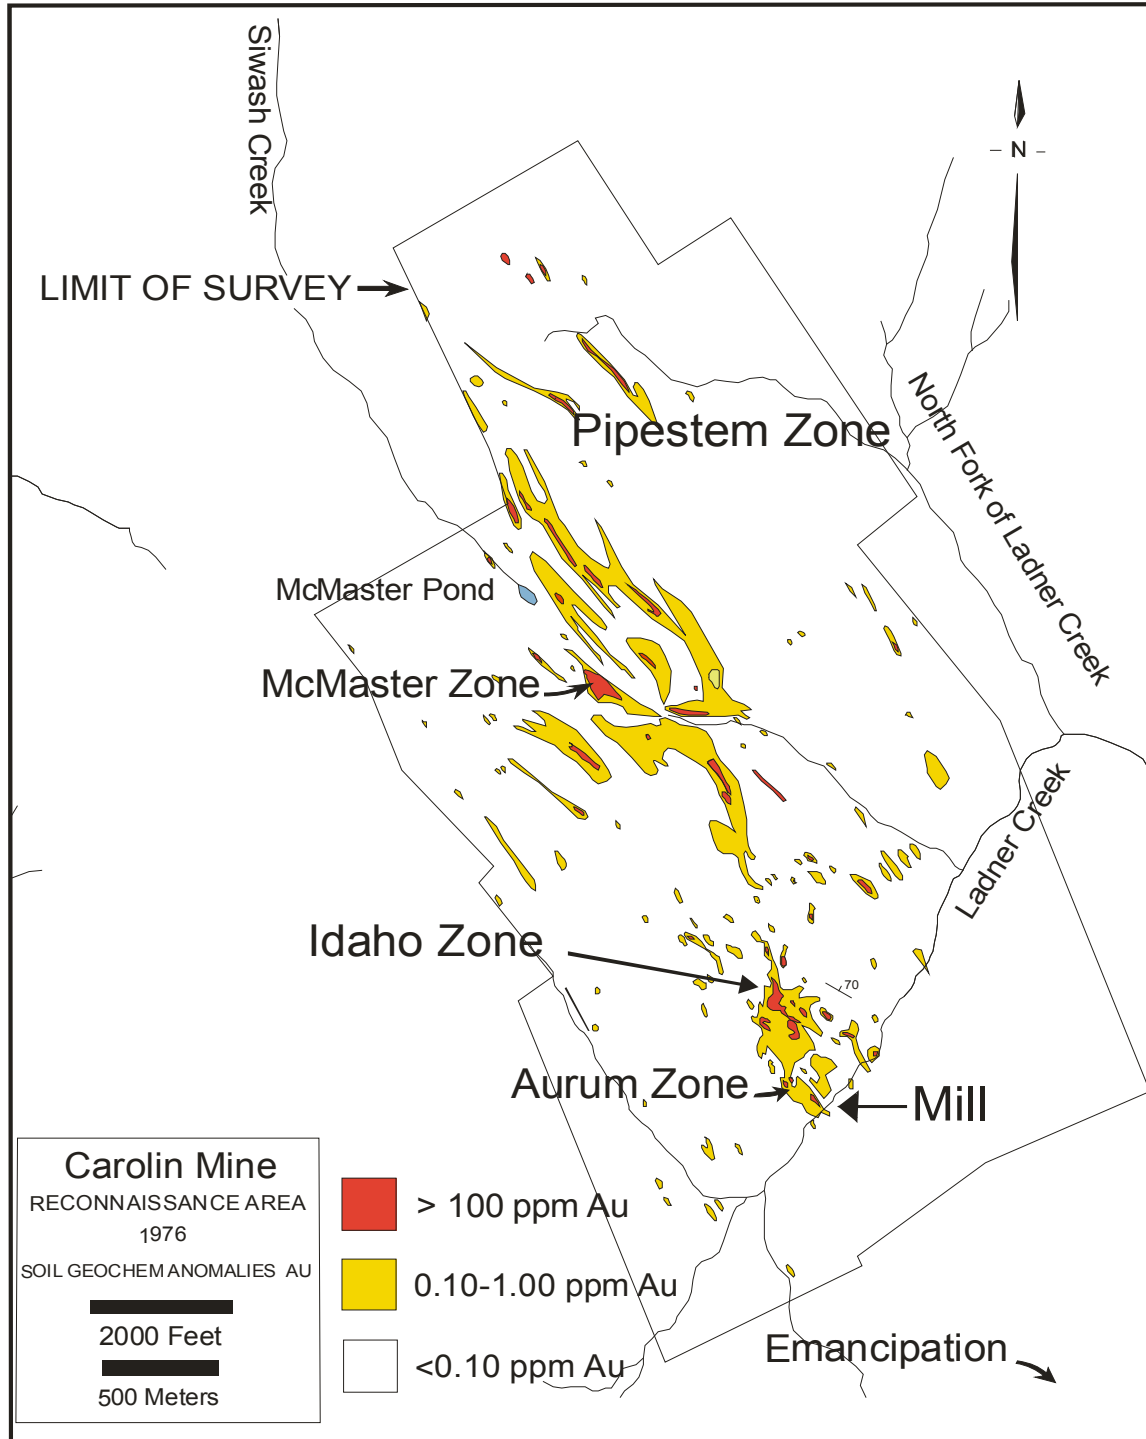 Siwash Creek
- N -
LIMIT OF SURVEY
North Fork of Ladner Creek
Pipestem Zone
McMaster Pond
McMaster Zone
Ladner Creek
Idaho Zone
70
Aurum Zone
Mill
Carolin Mine
RECONNAISSANCE AREA
1976
SOIL GEOCHEM ANOMALIES AU
2000 Feet
500 Meters
> 100 ppm Au
0.10-1.00 ppm Au
<0.10 ppm Au
Emancipation